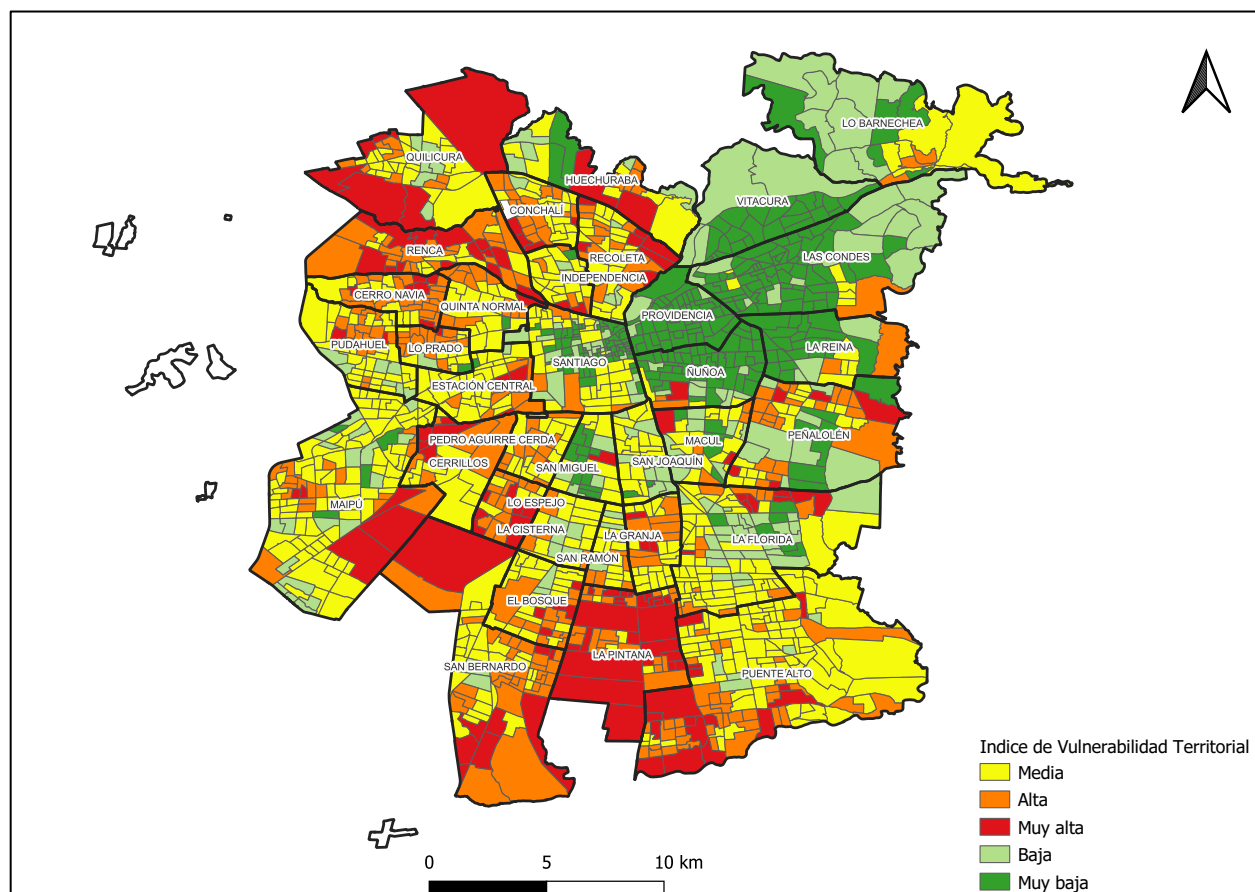 LO BARNECHEA
QUILICURA
HUECHURABA
VITACURA
CONCHALÍ
RENCA
RECOLETA
LAS CONDES
INDEPENDENCIA
CERRO NAVIA
QUINTA NORMAL
PROVIDENCIA
PUDAHUEL
LO PRADO
LA REINA
SANTIAGO
ÑUÑOA
ESTACIÓN CENTRAL
PEDRO AGUIRRE CERDA
MACUL
PEÑALOLÉN
CERRILLOS
SAN MIGUEL
SAN JOAQUÍN
MAIPÚ
LO ESPEJO
LA CISTERNA
LA GRANJA
LA FLORIDA
SAN RAMÓN
EL BOSQUE
LA PINTANA
SAN BERNARDO
PUENTE ALTO
Indice de Vulnerabilidad Territorial
Media
Alta
Muy alta
Baja
Muy baja
0 5 10 km